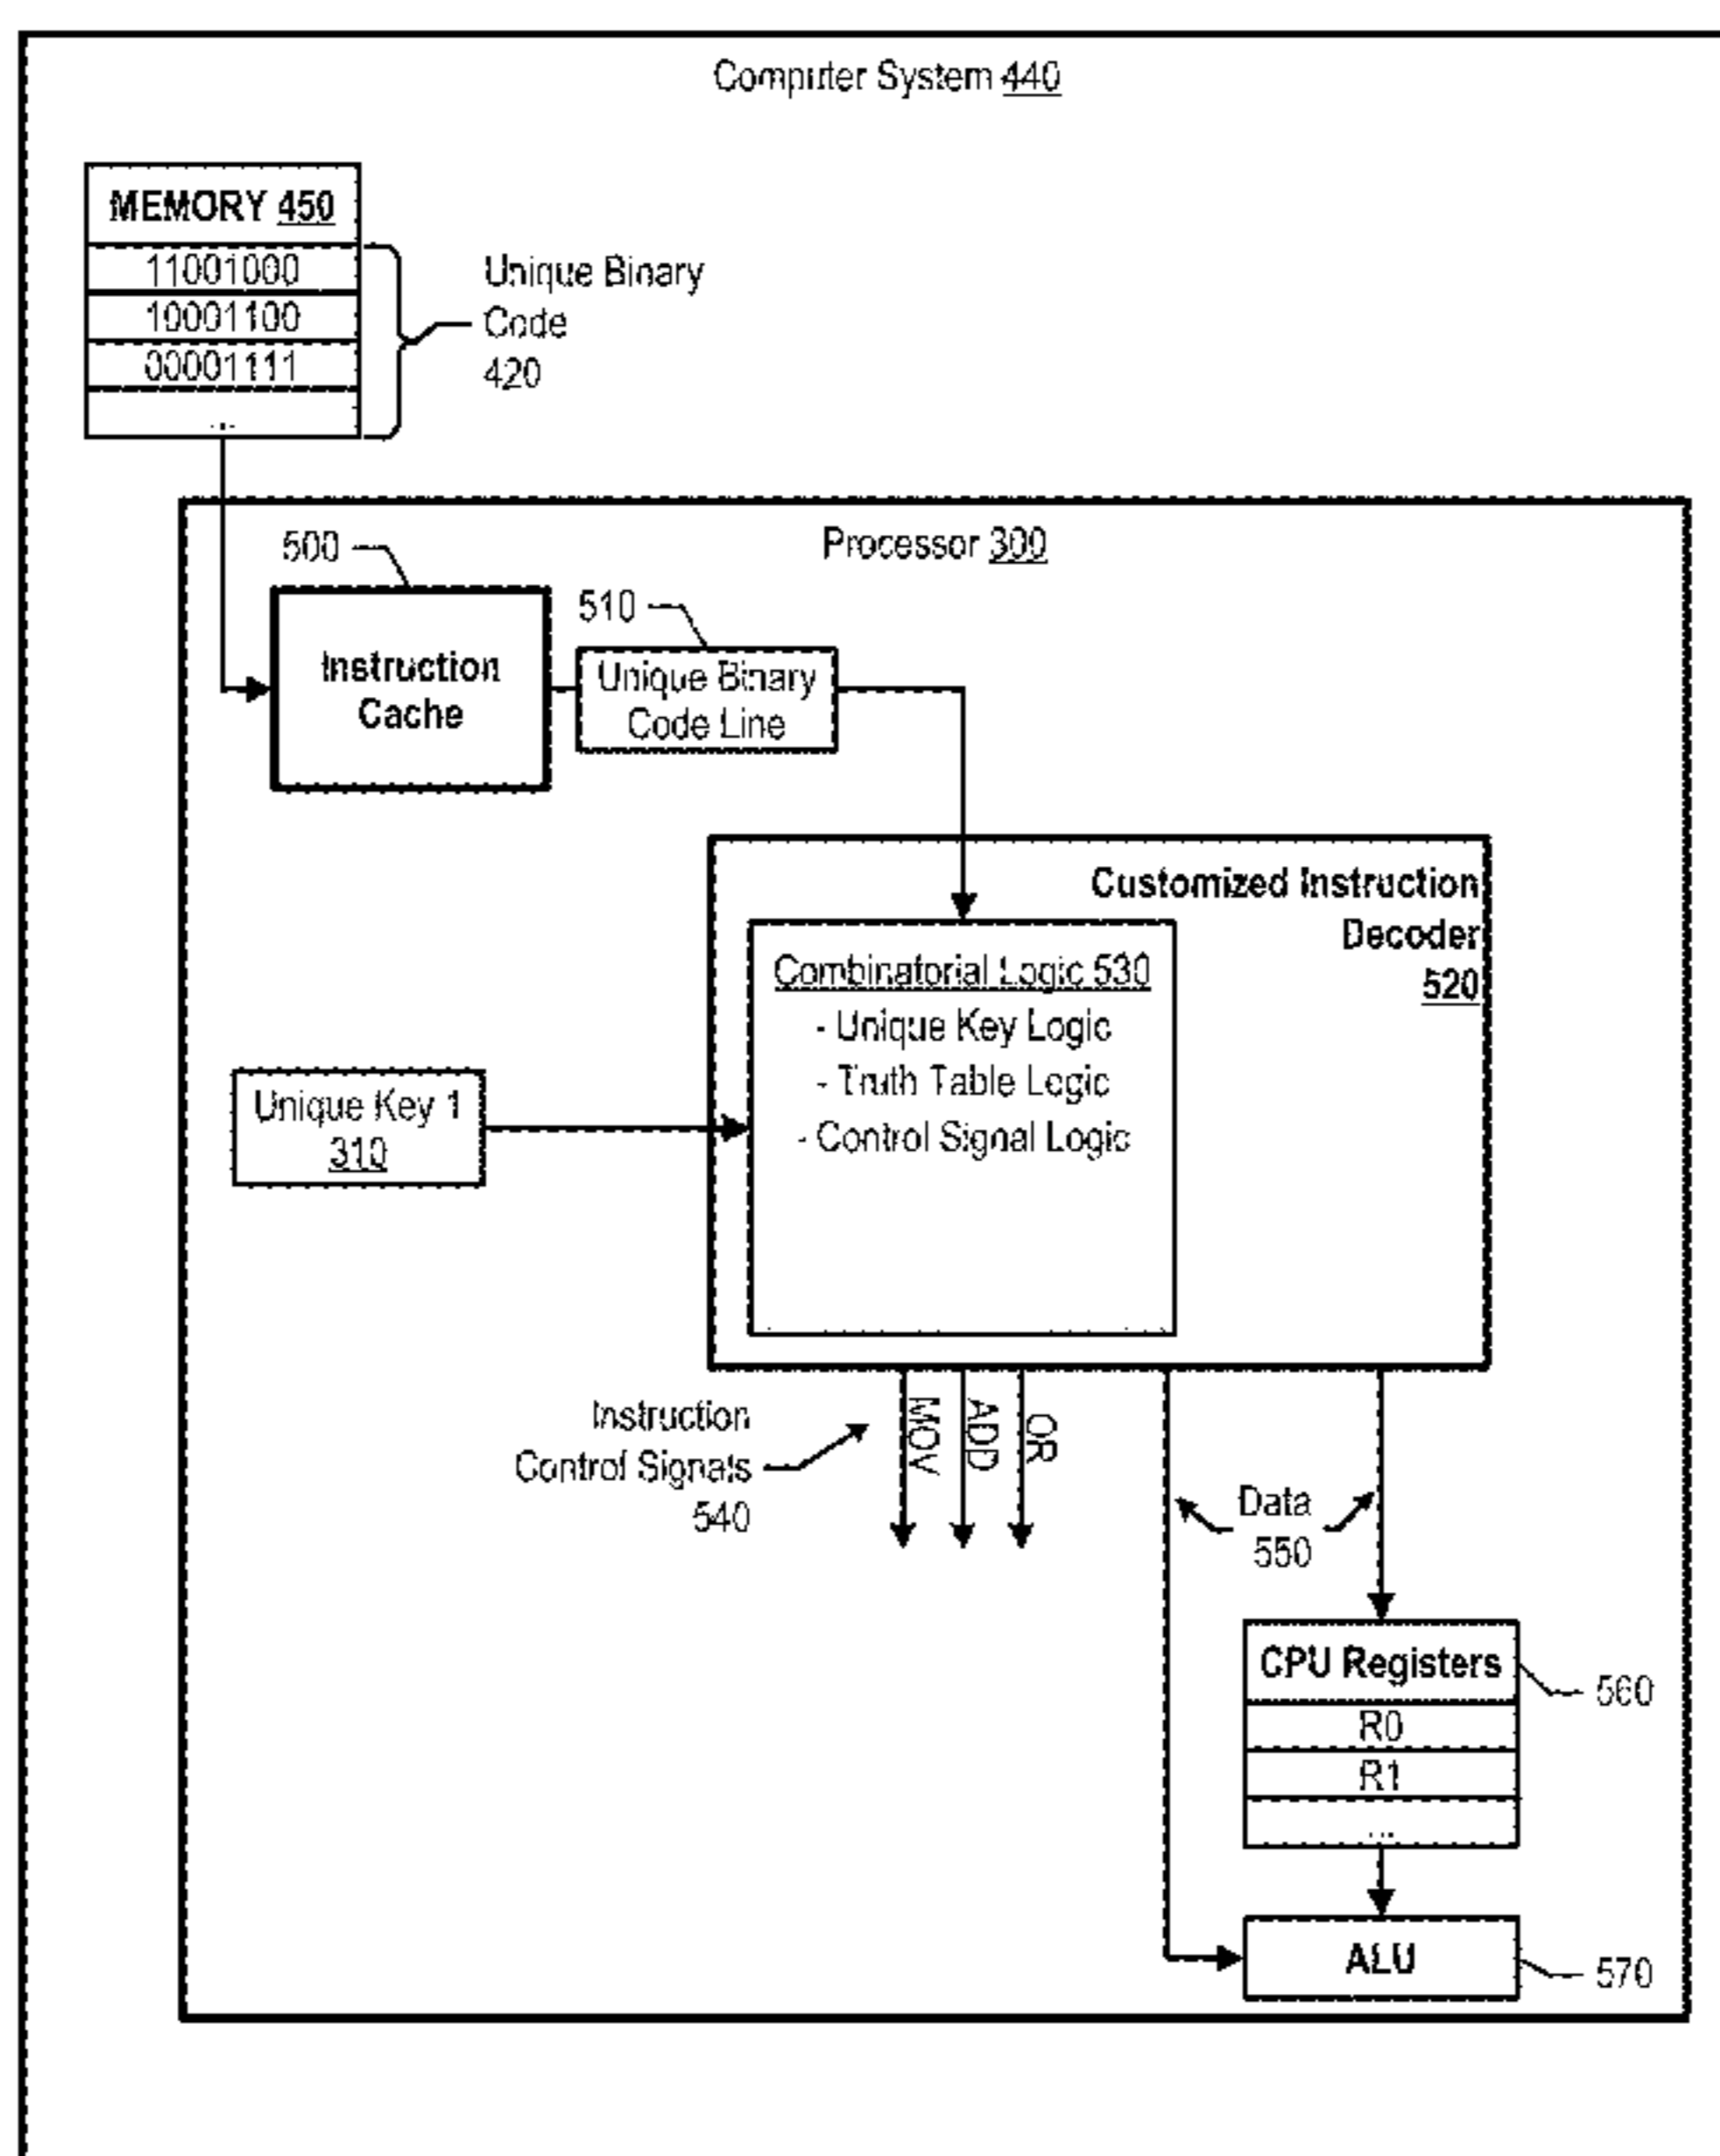 Computer System 440
MEMORY 450
11001000
10001100
00001111
...
Unique Binary
Code
420
Processor 300
500
Instruction
Cache
510
Unique Binary
Code Line
Customized Instruction
Decoder
520
Combinatorial Logic 530
- Unique Key Logic
- Truth Table Logic
- Control Signal Logic
Unique Key 1
310
Instruction
Control Signals
540
MOV
ADD
OR
Data
550
CPU Registers
R0
R1
...
560
ALU
570